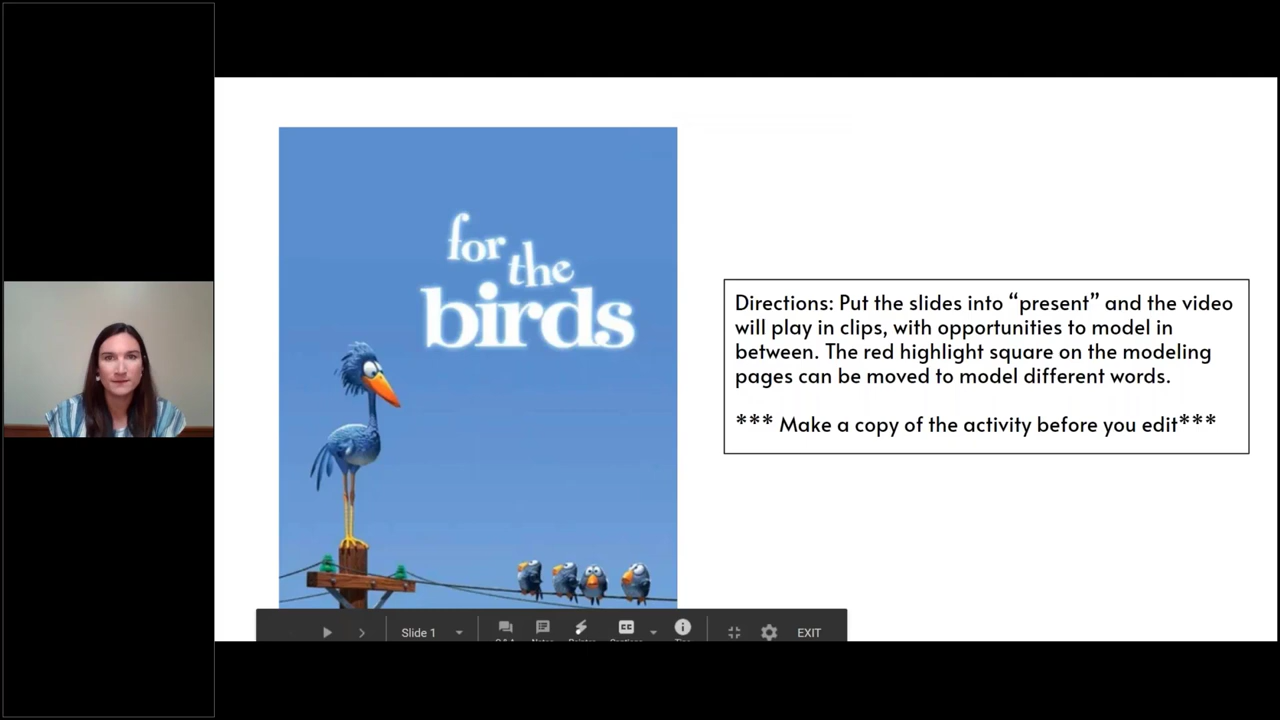 for
the
birds
Directions: Put the slides into “present” and the video
will play in clips, with opportunities to model in
between. The red highlight square on the modeling
pages can be moved to model different words.
*** Make a copy of the activity before you edit***
Slide 1
EXIT